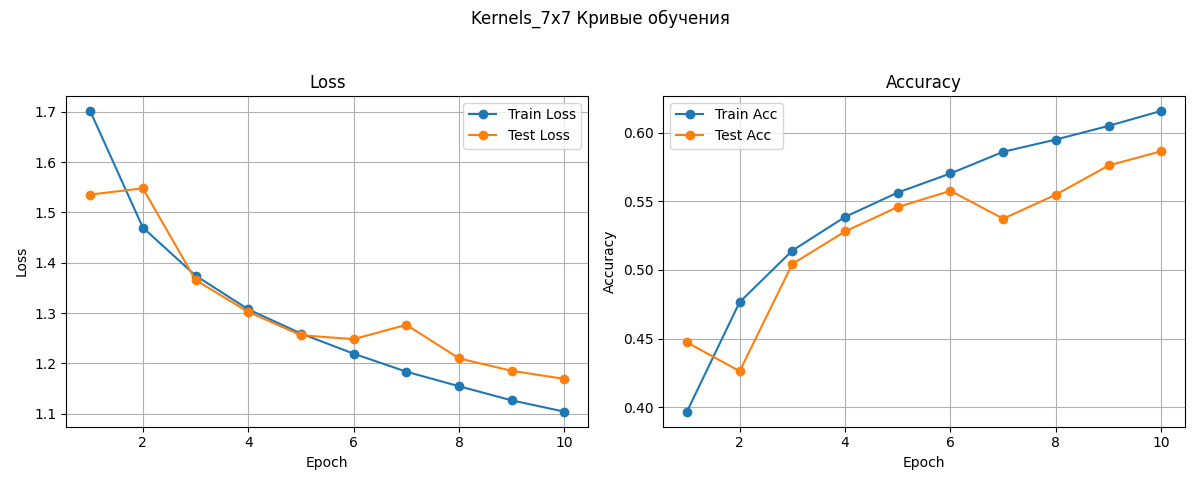 Kernels_7x7 Кривые обучения
Loss
Train Loss
Test Loss
1.7
1.6
1.5
1.4
1.3
1.2
1.1
Loss
2 4 6 8 10
Epoch
Accuracy
Train Acc
Test Acc
0.60
0.55
0.50
0.45
0.40
Accuracy
2 4 6 8 10
Epoch